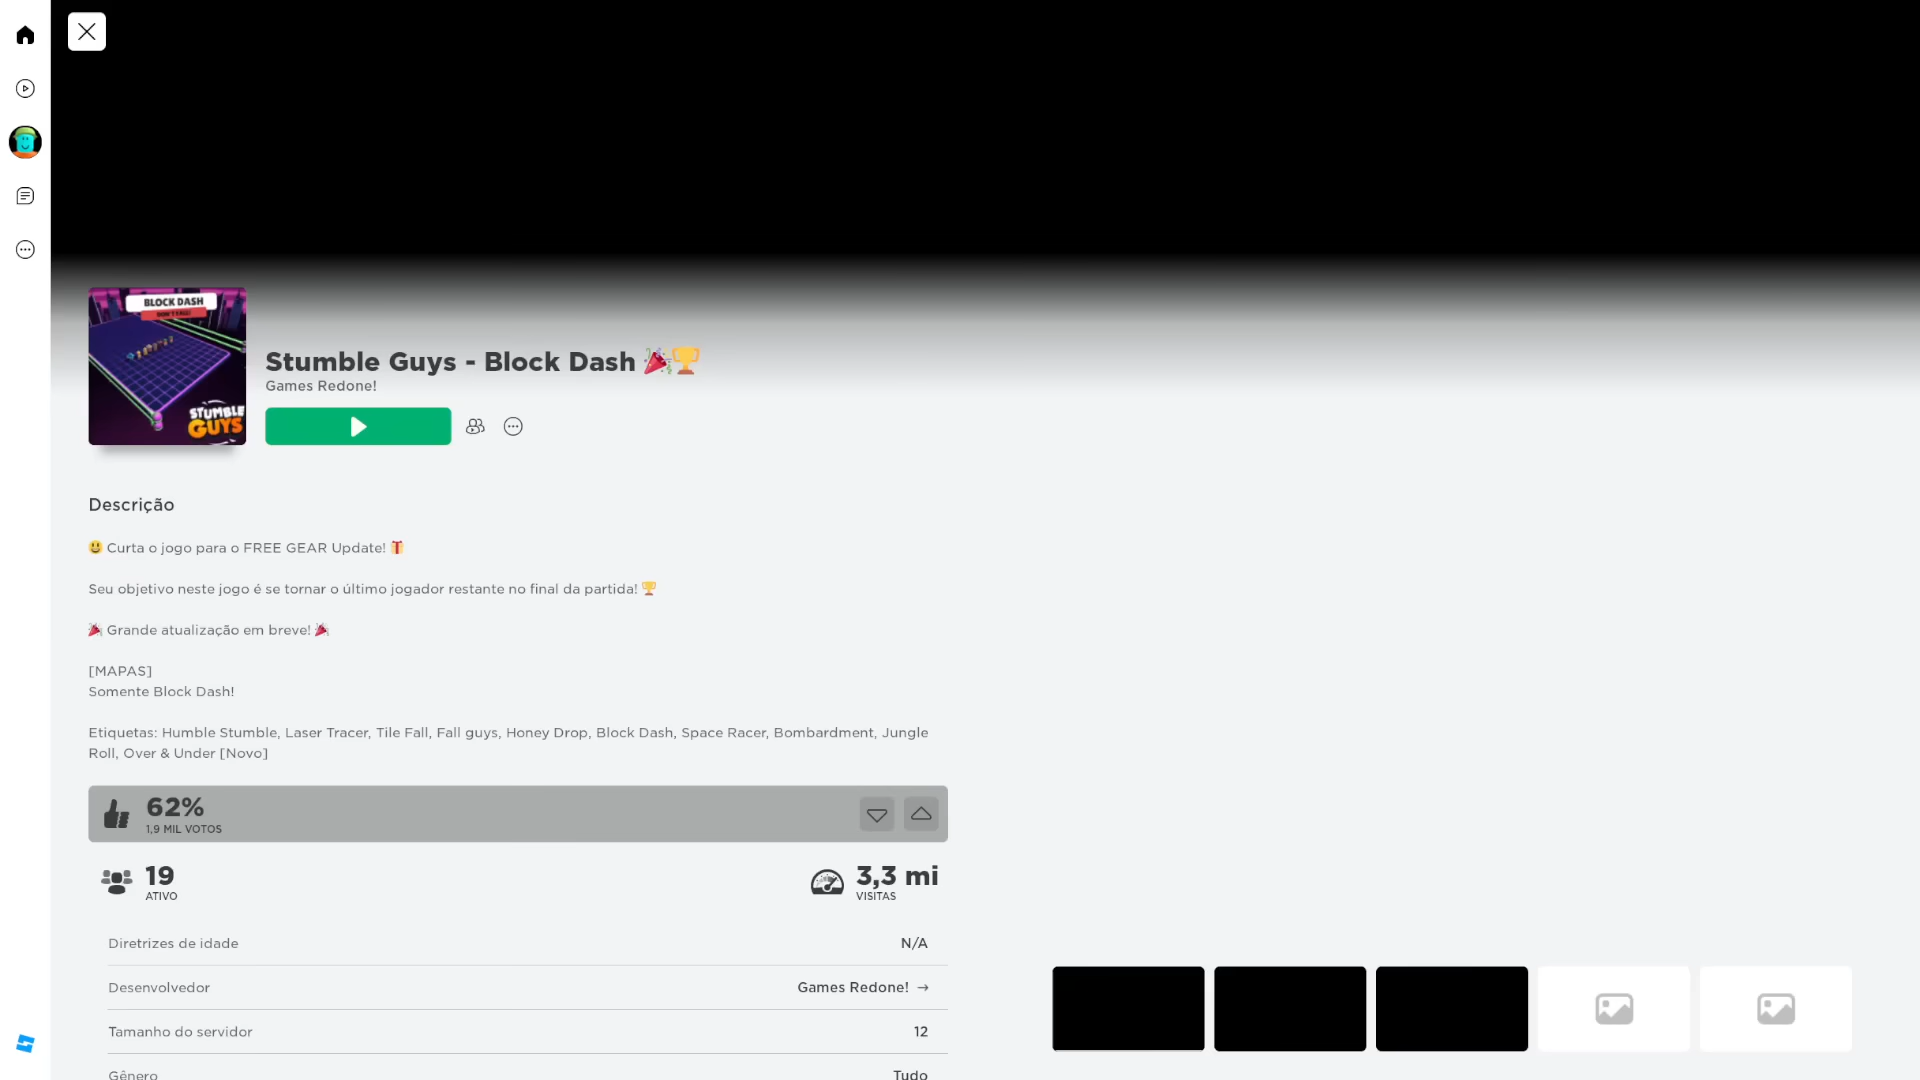 BLOCK DASH
DON'T FALL!
STUMBLE
GUYS
Stumble Guys - Block Dash 🎉🏆
Games Redone!
Descrição
😃 Curta o jogo para o FREE GEAR Update! 🎁
Seu objetivo neste jogo é se tornar o último jogador restante no final da partida! 🏆
🎉 Grande atualização em breve! 🎉
[MAPAS]
Somente Block Dash!
Etiquetas: Humble Stumble, Laser Tracer, Tile Fall, Fall guys, Honey Drop, Block Dash, Space Racer, Bombardment, Jungle
Roll, Over & Under [Novo]
62%
1,9 MIL VOTOS
19
ATIVO
3,3 mi
VISITAS
Diretrizes de idade
N/A
Desenvolvedor
Games Redone! →
Tamanho do servidor
12
Gênero
Tudo